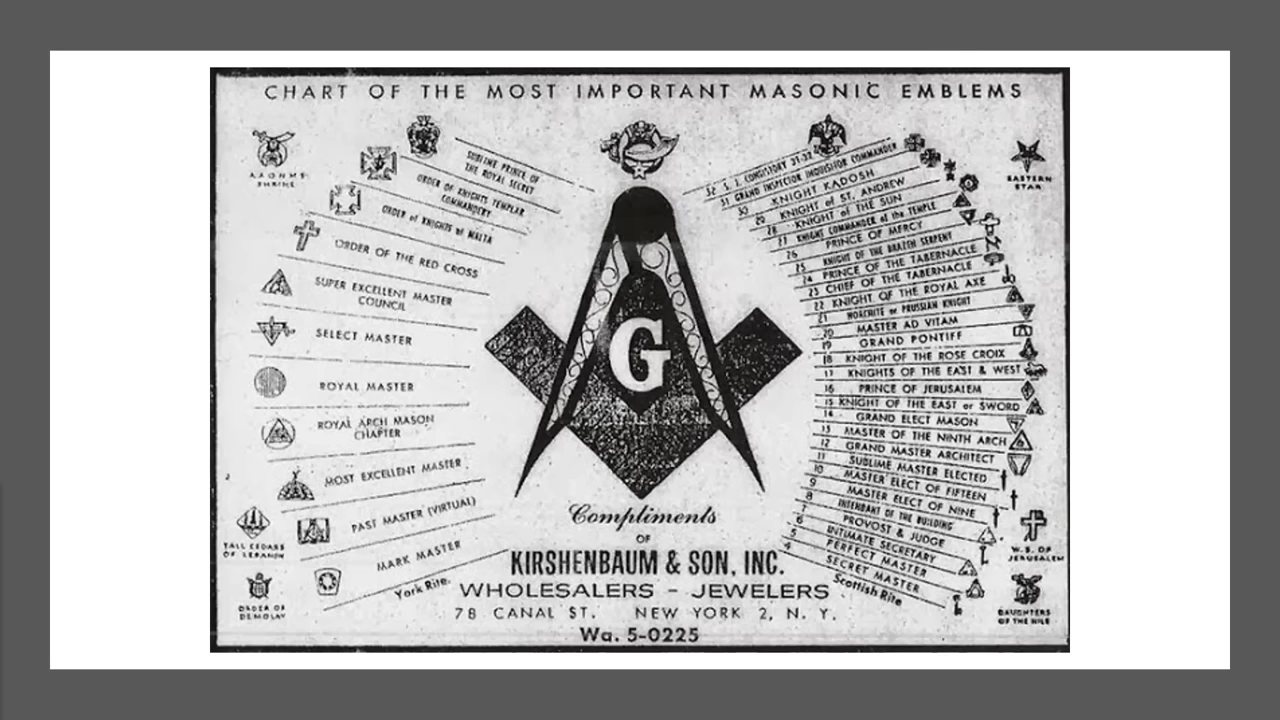 CHART OF THE MOST IMPORTANT MASONIC EMBLEMS
A.A.O.N.M.S.
SHRINE
SUBLIME PRINCE OF
THE ROYAL SECRET
ORDER OF KNIGHTS TEMPLAR
COMMANDERY
ORDER of KNIGHTS of MALTA
ORDER OF THE RED CROSS
SUPER EXCELLENT MASTER
COUNCIL
SELECT MASTER
ROYAL MASTER
ROYAL ARCH MASON
CHAPTER
MOST EXCELLENT MASTER
PAST MASTER (VIRTUAL)
MARK MASTER
York Rite.
TALL CEDARS
OF LEBANON
ORDER OF
DEMOLAY
G
Compliments
OF
KIRSHENBAUM & SON, INC.
WHOLESALERS - JEWELERS
78 CANAL ST. NEW YORK 2, N. Y.
Wa. 5-0225
32 S. J. CONSISTORY 31-32
31 GRAND INSPECTOR INQUISITOR COMMANDER
30 KNIGHT KADOSH
29 KNIGHT of ST. ANDREW
28 KNIGHT of THE SUN
27 KNIGHT COMMANDER of the TEMPLE
26 PRINCE OF MERCY
25 KNIGHT OF THE BRAZEN SERPENT
24 PRINCE OF THE TABERNACLE
23 CHIEF OF THE TABERNACLE
22 KNIGHT OF THE ROYAL AXE
21 NOACHITE or PRUSSIAN KNIGHT
20 MASTER AD VITAM
19 GRAND PONTIFF
18 KNIGHT OF THE ROSE CROIX
17 KNIGHTS OF THE EAST & WEST
16 PRINCE OF JERUSALEM
15 KNIGHT OF THE EAST or SWORD
14 GRAND ELECT MASON
13 MASTER OF THE NINTH ARCH
12 GRAND MASTER ARCHITECT
11 SUBLIME MASTER ELECTED
10 MASTER ELECT OF FIFTEEN
9 MASTER ELECT OF NINE
8 INTENDANT OF THE BUILDING
7 PROVOST & JUDGE
6 INTIMATE SECRETARY
5 PERFECT MASTER
4 SECRET MASTER
Scottish Rite
EASTERN
STAR
W. S. OF
JERUSALEM
DAUGHTERS
OF THE NILE